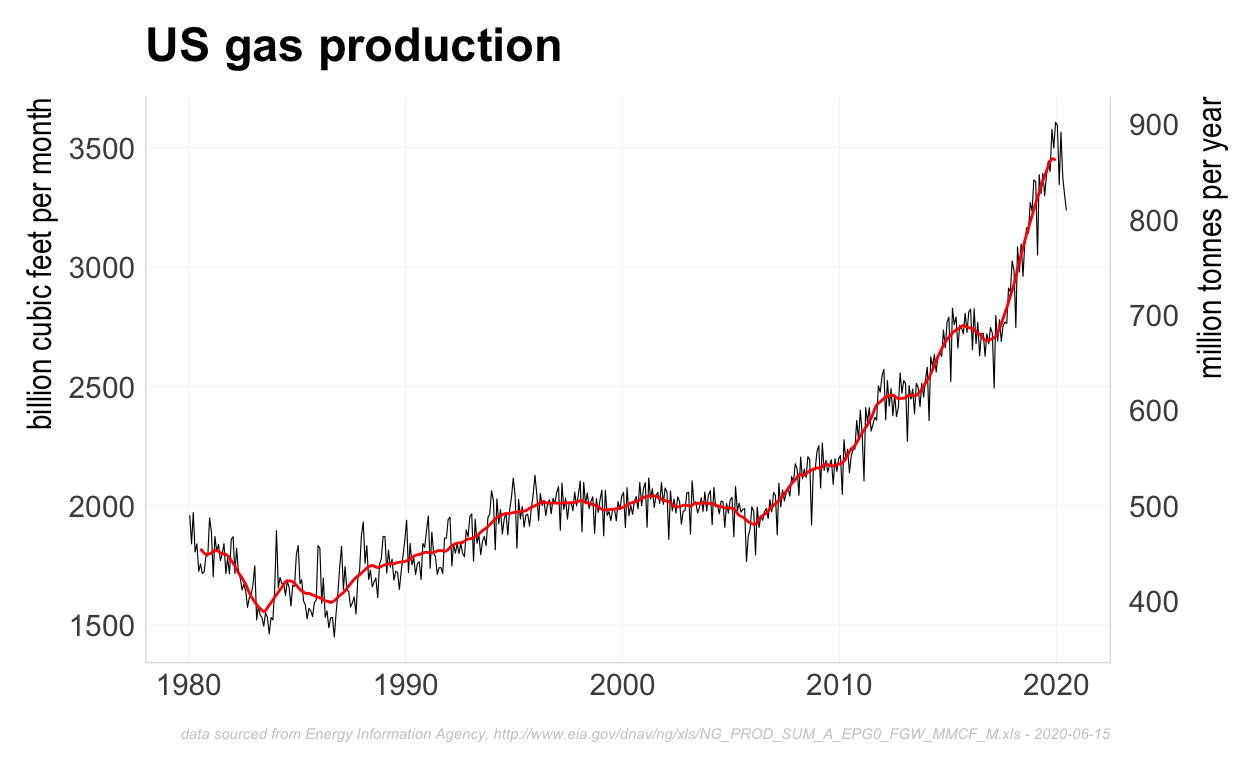 US gas production
billion cubic feet per month
million tonnes per year
3500
3000
2500
2000
1500
900
800
700
600
500
400
1980 1990 2000 2010 2020
data sourced from Energy Information Agency, http://www.eia.gov/dnav/ng/xls/NG_PROD_SUM_A_EPG0_FGW_MMCF_M.xls - 2020-06-15